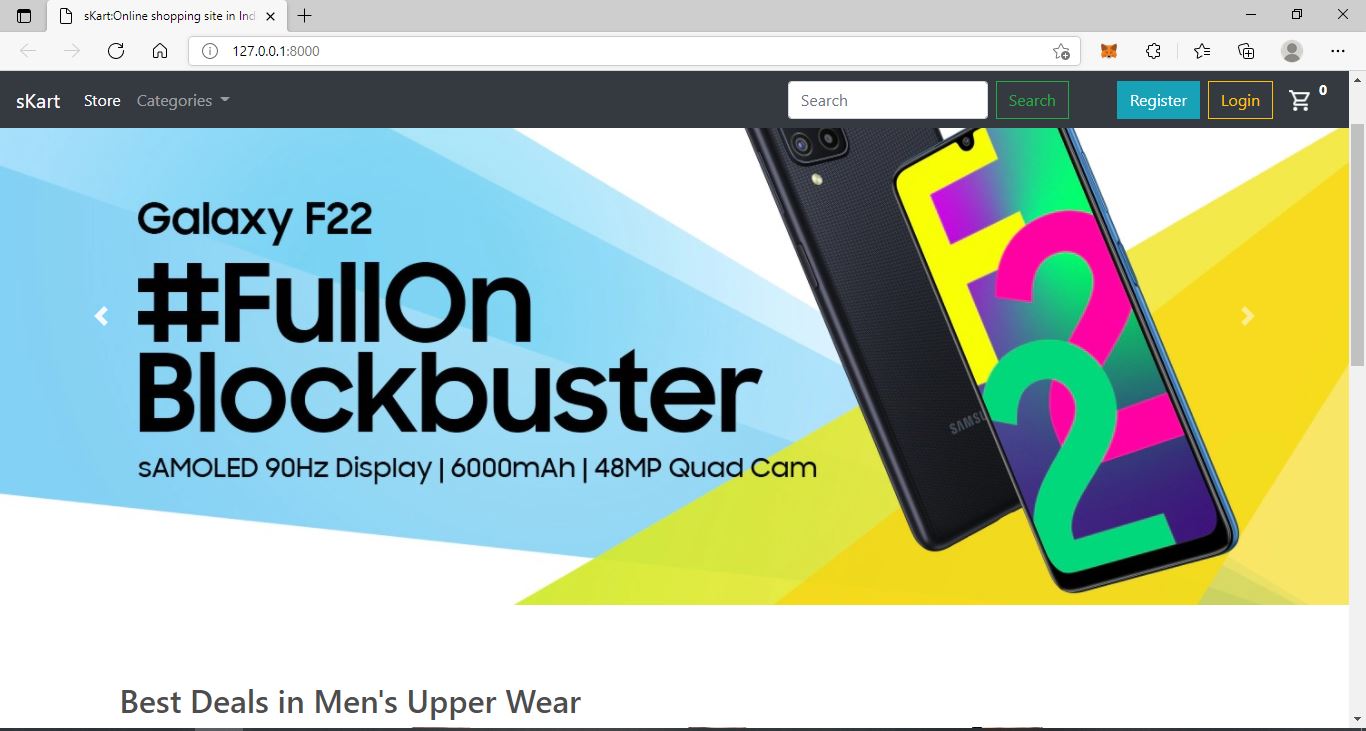 sKart:Online shopping site in Ind
127.0.0.1:8000
sKart Store Categories Search Search Register Login 0
Galaxy F22
#FullOn
Blockbuster
sAMOLED 90Hz Display | 6000mAh | 48MP Quad Cam
F22
Best Deals in Men's Upper Wear